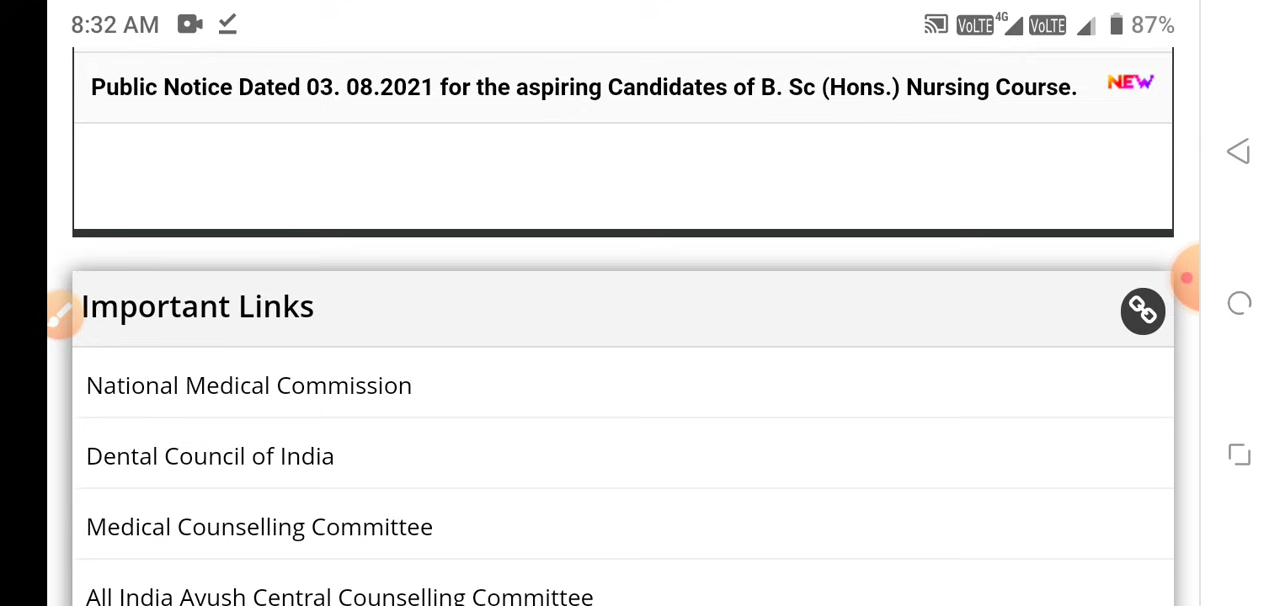 8:32 AM VoLTE 4G VoLTE 87%
Public Notice Dated 03. 08.2021 for the aspiring Candidates of B. Sc (Hons.) Nursing Course. NEW
Important Links
National Medical Commission
Dental Council of India
Medical Counselling Committee
All India Ayush Central Counselling Committee